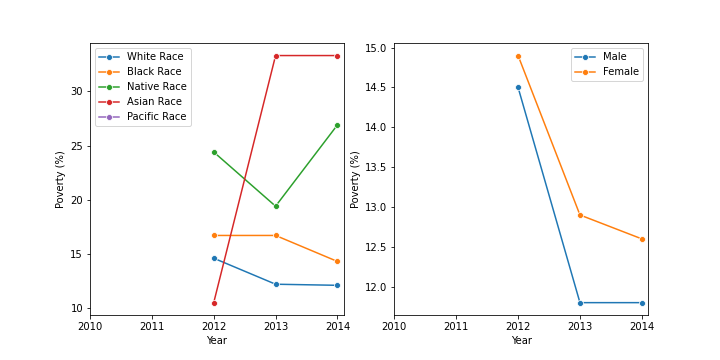 White Race
Black Race
Native Race
Asian Race
Pacific Race
Poverty (%)
30
25
20
15
10
2010 2011 2012 2013 2014
Year
Male
Female
Poverty (%)
15.0
14.5
14.0
13.5
13.0
12.5
12.0
2010 2011 2012 2013 2014
Year